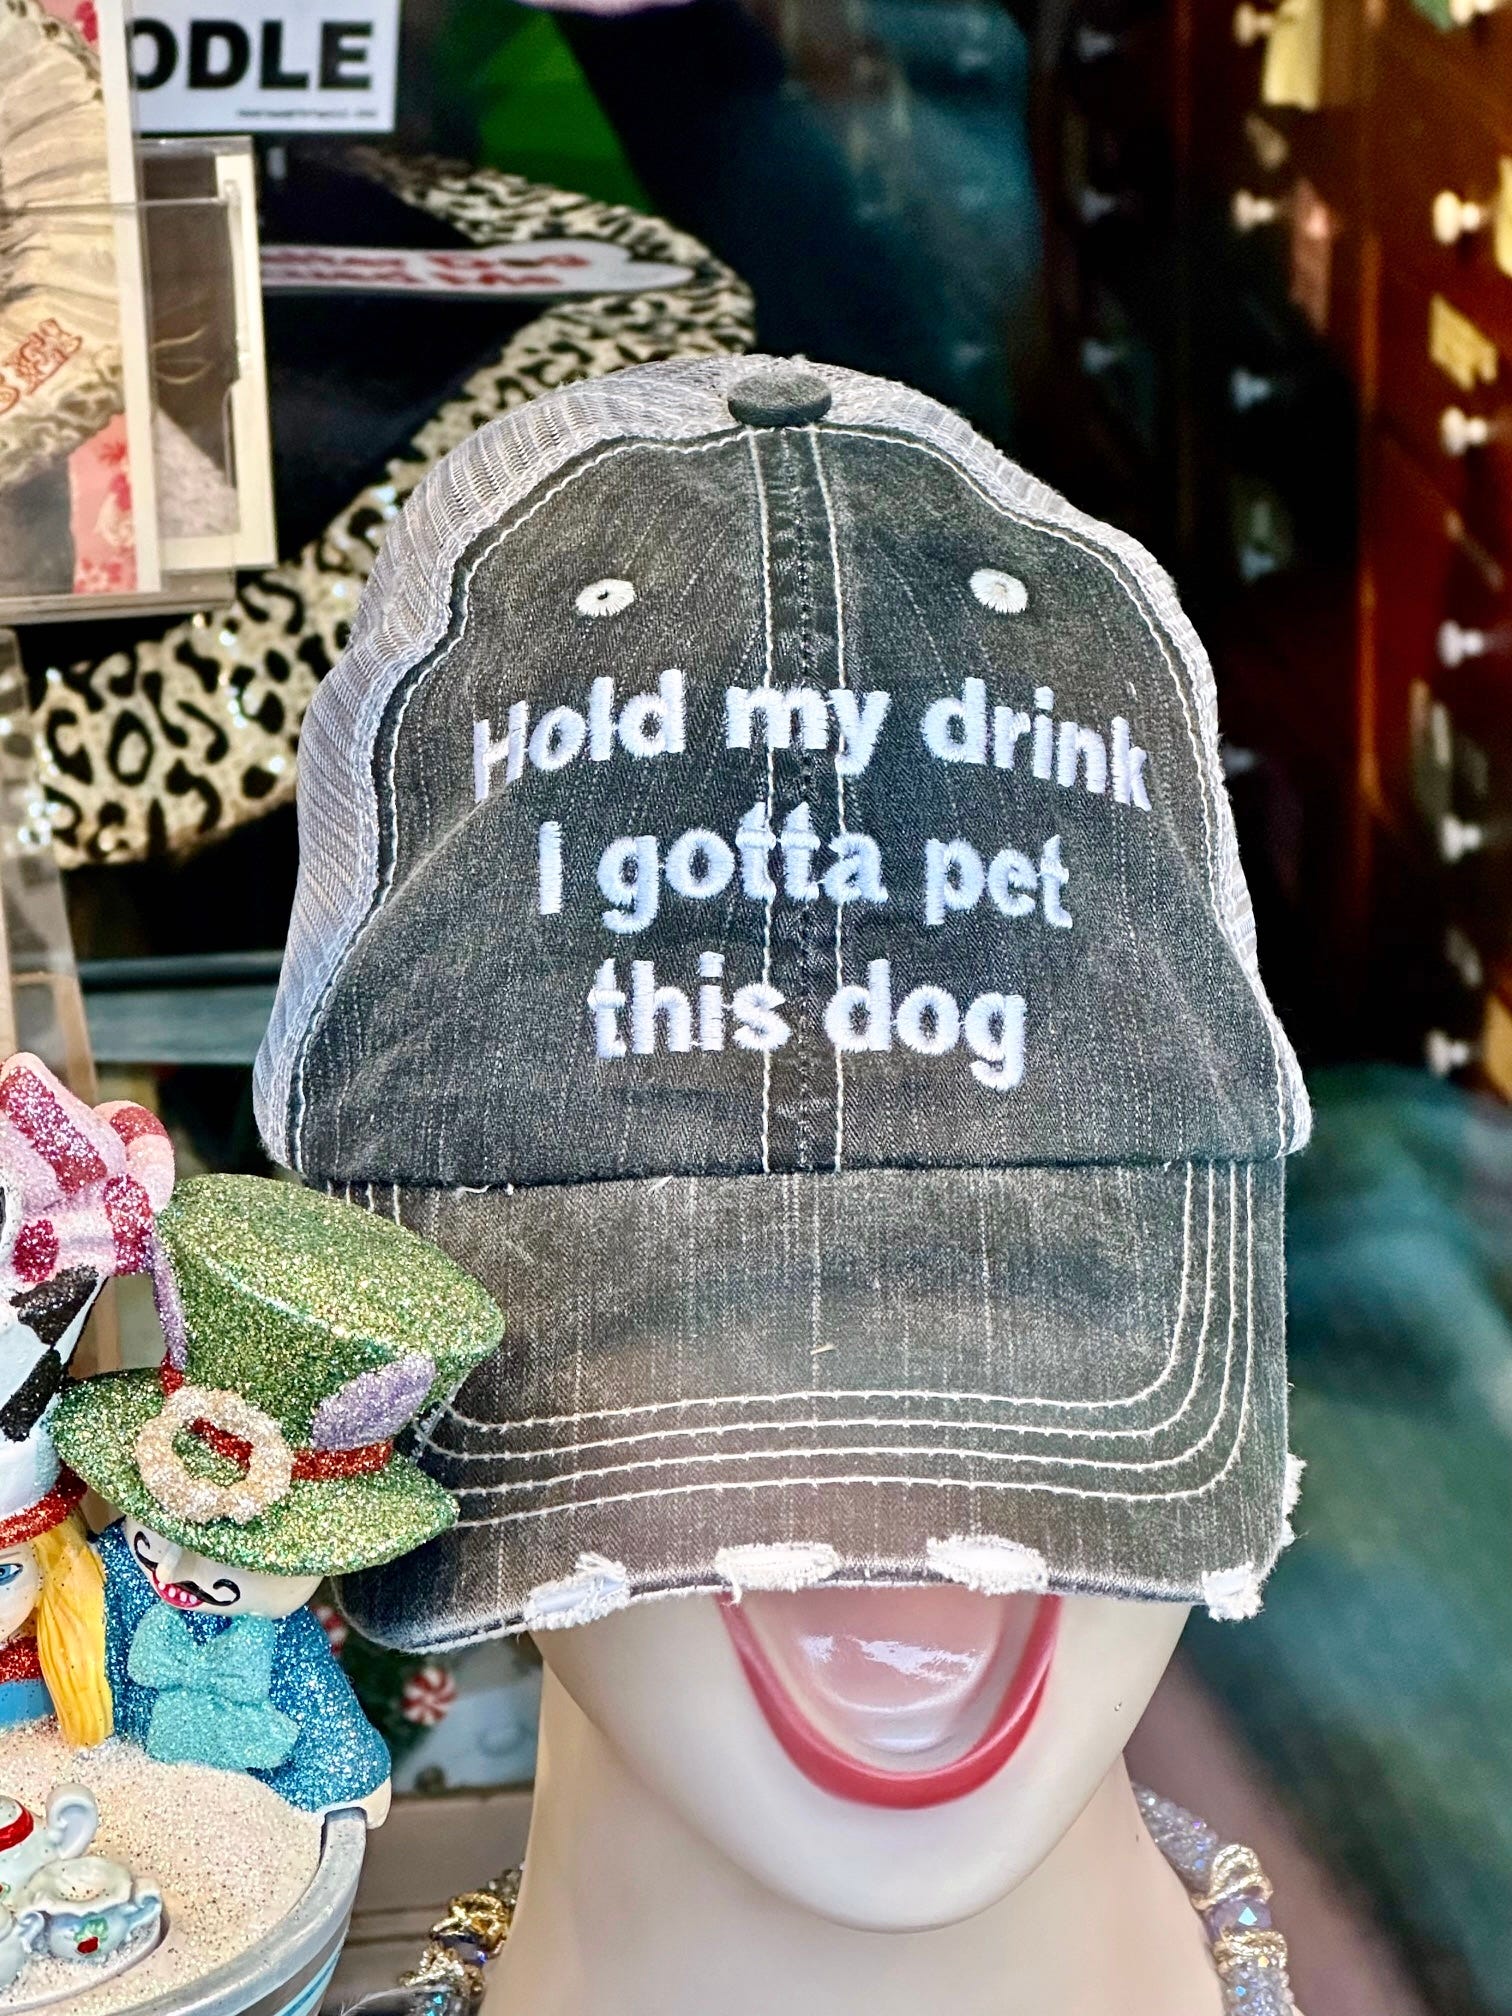 ODLE
Hold my drink
I gotta pet
this dog